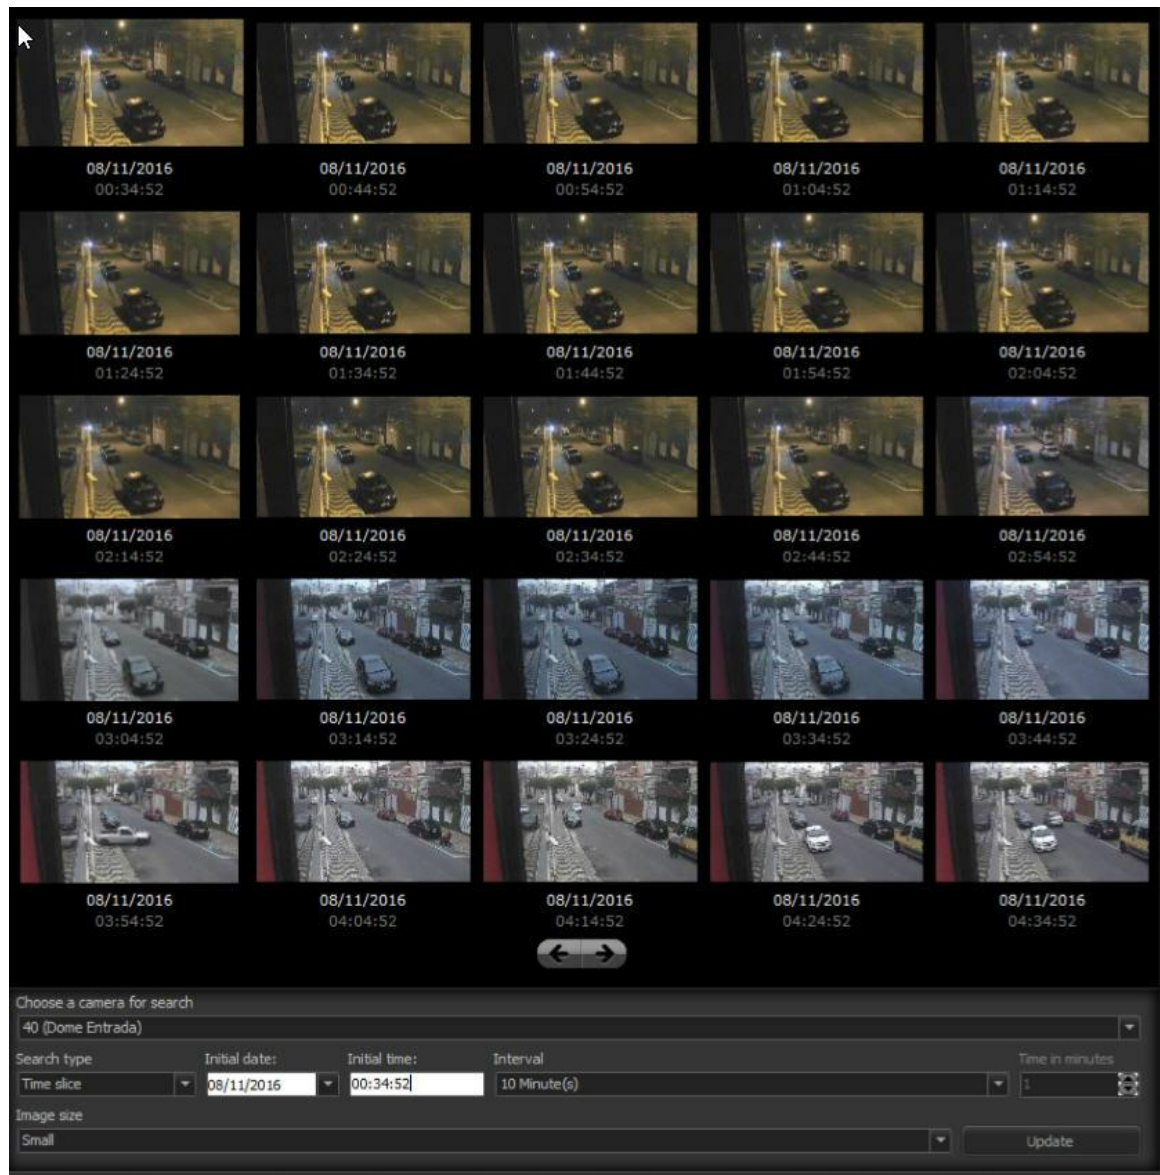 08/11/2016 08/11/2016 08/11/2016 08/11/2016 08/11/2016
00:34:52 00:44:52 00:54:52 01:04:52 01:14:52
08/11/2016 08/11/2016 08/11/2016 08/11/2016 08/11/2016
01:24:52 01:34:52 01:44:52 01:54:52 02:04:52
08/11/2016 08/11/2016 08/11/2016 08/11/2016 08/11/2016
02:14:52 02:24:52 02:34:52 02:44:52 02:54:52
08/11/2016 08/11/2016 08/11/2016 08/11/2016 08/11/2016
03:04:52 03:14:52 03:24:52 03:34:52 03:44:52
08/11/2016 08/11/2016 08/11/2016 08/11/2016 08/11/2016
03:54:52 04:04:52 04:14:52 04:24:52 04:34:52
Choose a camera for search
40 (Dome Entrada)
Search type Initial date: Initial time: Interval Time in minutes
Time slice 08/11/2016 00:34:52 10 Minute(s) 1
Image size
Small Update